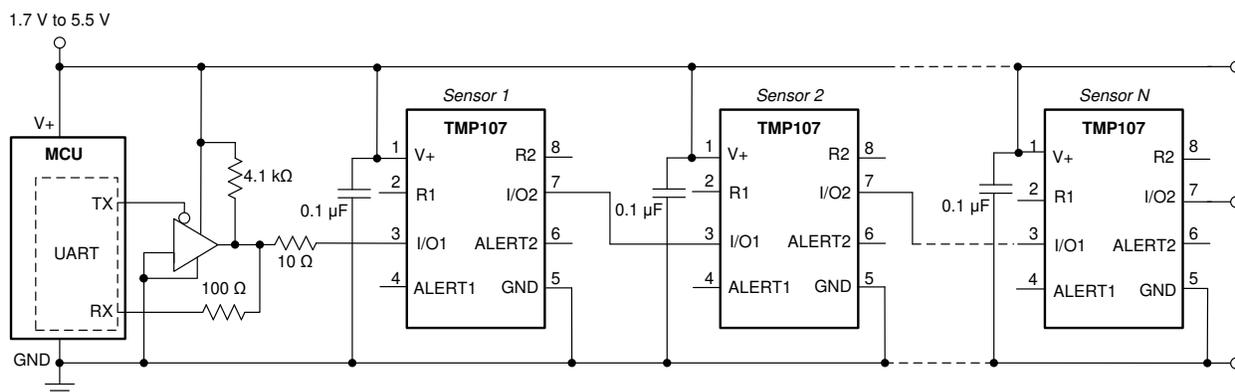 1.7 V to 5.5 V
V+
MCU
TX
UART
RX
GND
4.1 kΩ
10 Ω
100 Ω
0.1 µF
Sensor 1
TMP107
1
V+
2
R1
3
I/O1
4
ALERT1
R2
8
I/O2
7
ALERT2
6
GND
5
0.1 µF
Sensor 2
TMP107
1
V+
2
R1
3
I/O1
4
ALERT1
R2
8
I/O2
7
ALERT2
6
GND
5
0.1 µF
Sensor N
TMP107
1
V+
2
R1
3
I/O1
4
ALERT1
R2
8
I/O2
7
ALERT2
6
GND
5